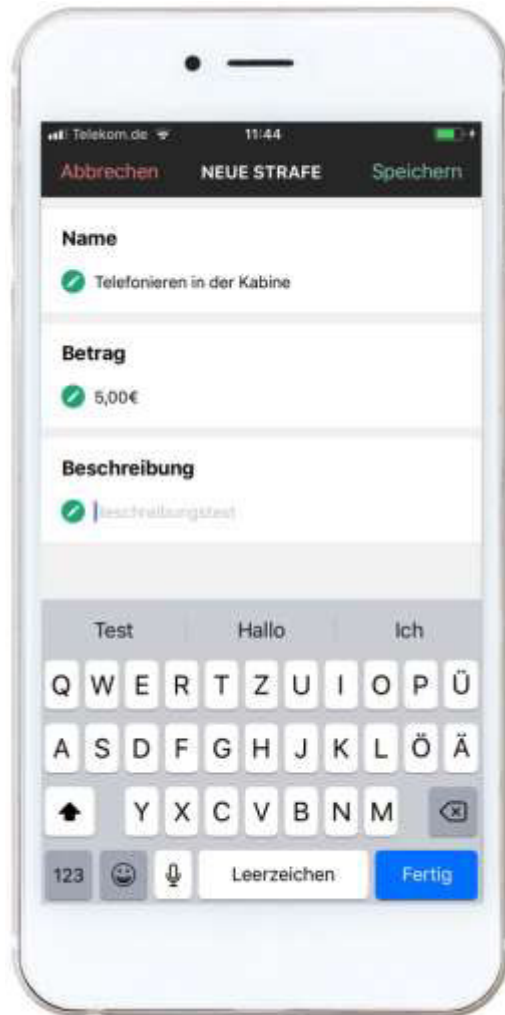 Telekom.de 11:44
Abbrechen NEUE STRAFE Speichern
Name
Telefonieren in der Kabine
Betrag
5,00€
Beschreibung
Test Hallo Ich
Q W E R T Z U I O P Ü
A S D F G H J K L Ö Ä
Y X C V B N M
123 Leerzeichen Fertig